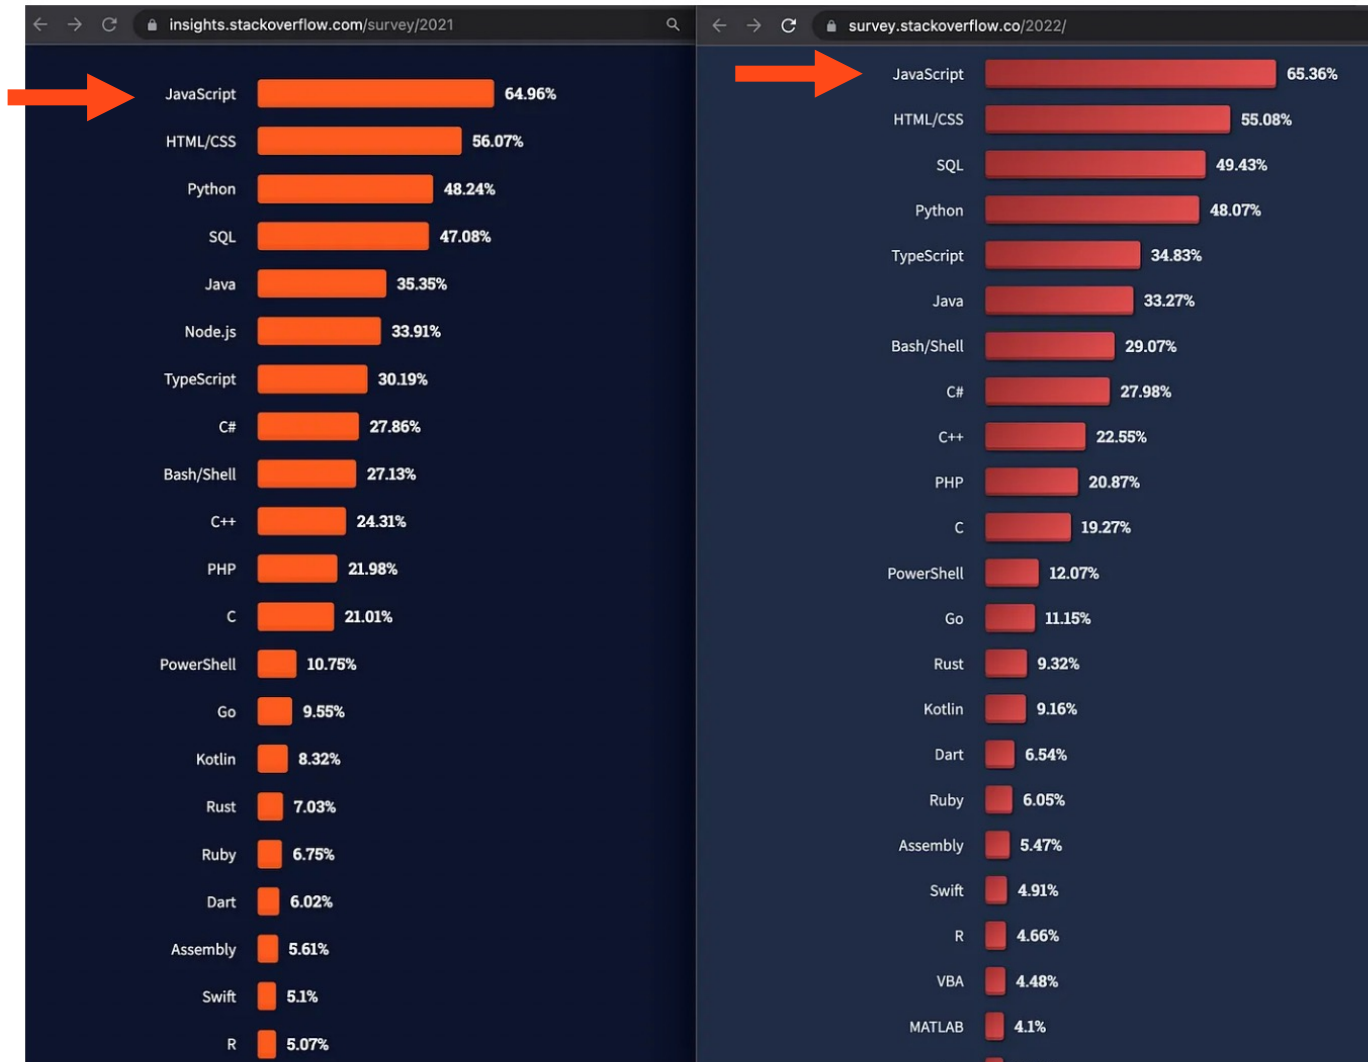 insights.stackoverflow.com/survey/2021
JavaScript 64.96%
HTML/CSS 56.07%
Python 48.24%
SQL 47.08%
Java 35.35%
Node.js 33.91%
TypeScript 30.19%
C# 27.86%
Bash/Shell 27.13%
C++ 24.31%
PHP 21.98%
C 21.01%
PowerShell 10.75%
Go 9.55%
Kotlin 8.32%
Rust 7.03%
Ruby 6.75%
Dart 6.02%
Assembly 5.61%
Swift 5.1%
R 5.07%
survey.stackoverflow.co/2022/
JavaScript 65.36%
HTML/CSS 55.08%
SQL 49.43%
Python 48.07%
TypeScript 34.83%
Java 33.27%
Bash/Shell 29.07%
C# 27.98%
C++ 22.55%
PHP 20.87%
C 19.27%
PowerShell 12.07%
Go 11.15%
Rust 9.32%
Kotlin 9.16%
Dart 6.54%
Ruby 6.05%
Assembly 5.47%
Swift 4.91%
R 4.66%
VBA 4.48%
MATLAB 4.1%